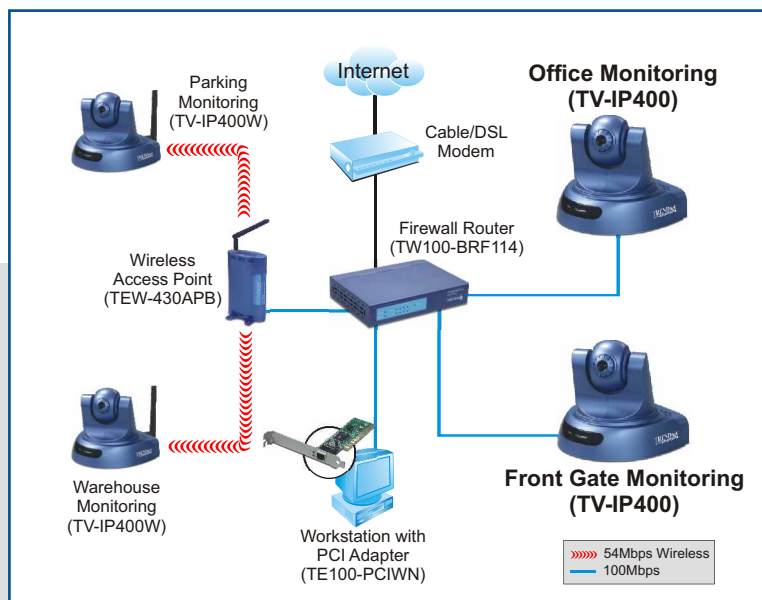 Internet
Parking
Monitoring
(TV-IP400W)
Office Monitoring
(TV-IP400)
Cable/DSL
Modem
Wireless
Access Point
(TEW-430APB)
Firewall Router
(TW100-BRF114)
TRENDnet
Warehouse
Monitoring
(TV-IP400W)
Workstation with
PCI Adapter
(TE100-PCIWN)
TRENDnet
Front Gate Monitoring
(TV-IP400)
54Mbps Wireless
100Mbps